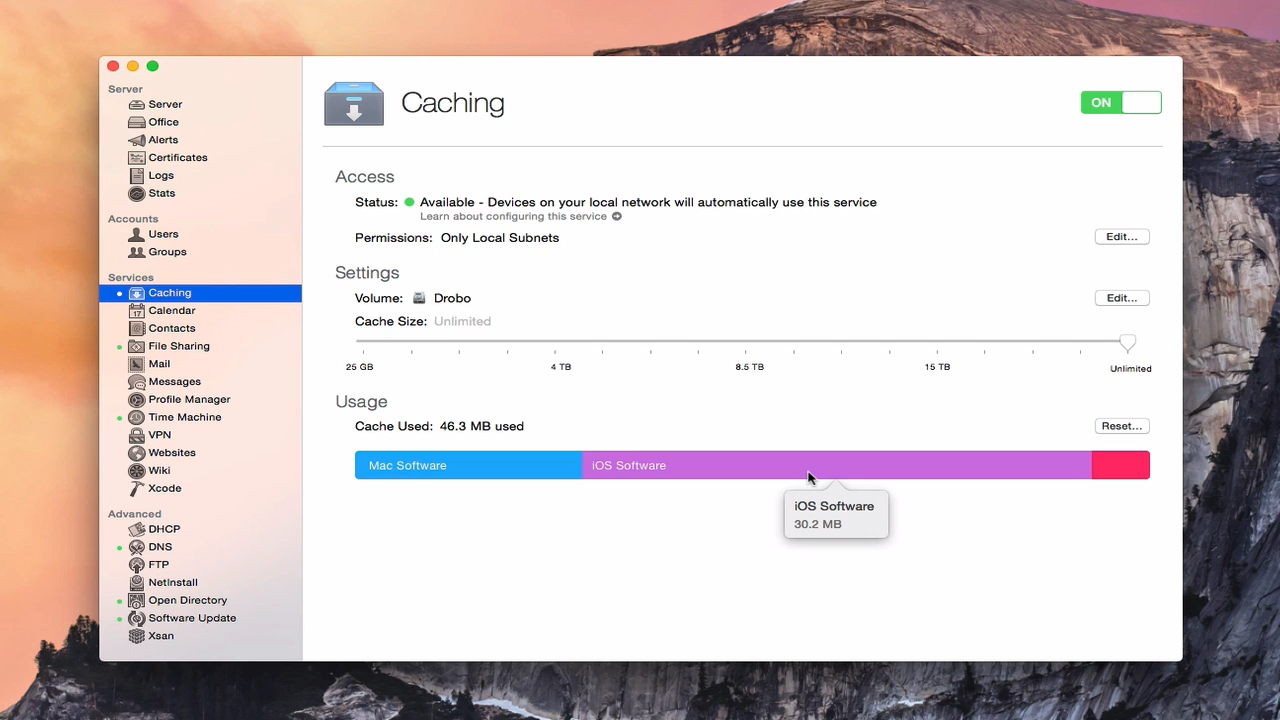 Server
Server
Office
Alerts
Certificates
Logs
Stats
Accounts
Users
Groups
Services
Caching
Calendar
17
Contacts
File Sharing
Mail
Messages
Profile Manager
Time Machine
VPN
Websites
Wiki
Xcode
Advanced
DHCP
DNS
FTP
NetInstall
Open Directory
Software Update
Xsan
Caching
ON
Access
Status: Available - Devices on your local network will automatically use this service
Learn about configuring this service
Permissions: Only Local Subnets Edit...
Settings
Volume: Drobo Edit...
Cache Size: Unlimited
25 GB 4 TB 8.5 TB 15 TB Unlimited
Usage
Cache Used: 46.3 MB used Reset...
Mac Software iOS Software
iOS Software
30.2 MB